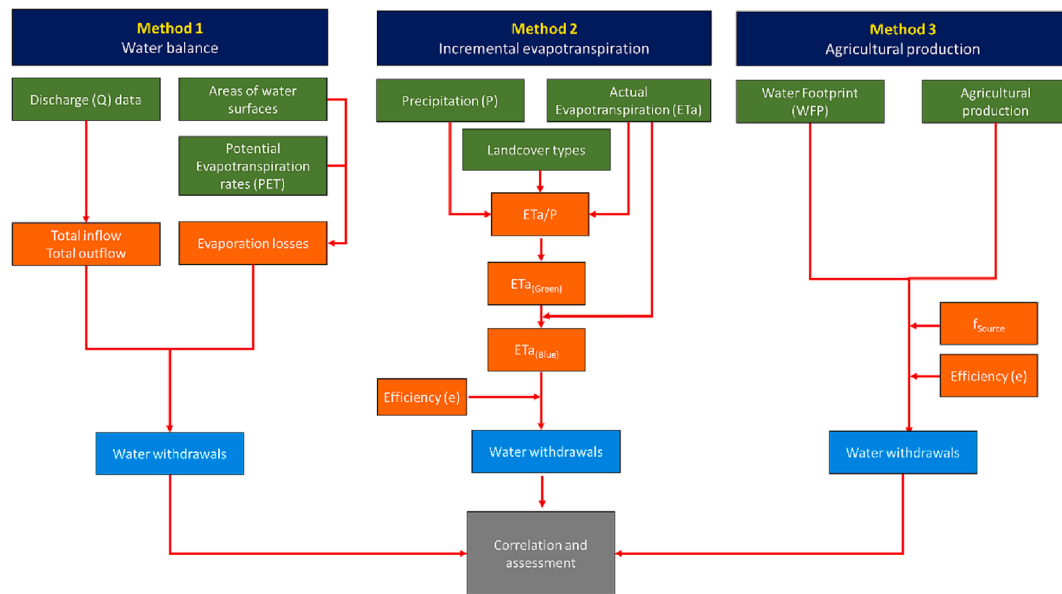 Method 1
Water balance
Discharge (Q) data
Areas of water
surfaces
Potential
Evapotranspiration
rates (PET)
Total inflow
Total outflow
Evaporation losses
Water withdrawals
Method 2
Incremental evapotranspiration
Precipitation (P)
Actual
Evapotranspiration (ETa)
Landcover types
ETa/P
ETa(Green)
ETa(Blue)
Efficiency (e)
Water withdrawals
Method 3
Agricultural production
Water Footprint
(WFP)
Agricultural
production
fSource
Efficiency (e)
Water withdrawals
Correlation and
assessment